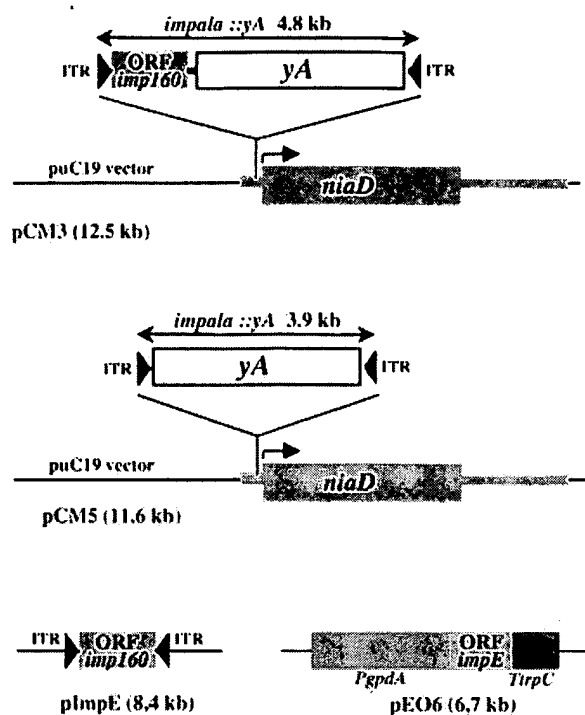 impala ::yA 4.8 kb
ITR ORF imp160 yA ITR
puC19 vector
niaD
pCM3 (12.5 kb)
impala ::yA 3.9 kb
ITR yA ITR
puC19 vector
niaD
pCM5 (11.6 kb)
ITR ORF imp160 ITR
pImpE (8,4 kb)
ORF impE
PgpdA TtrpC
pEO6 (6,7 kb)